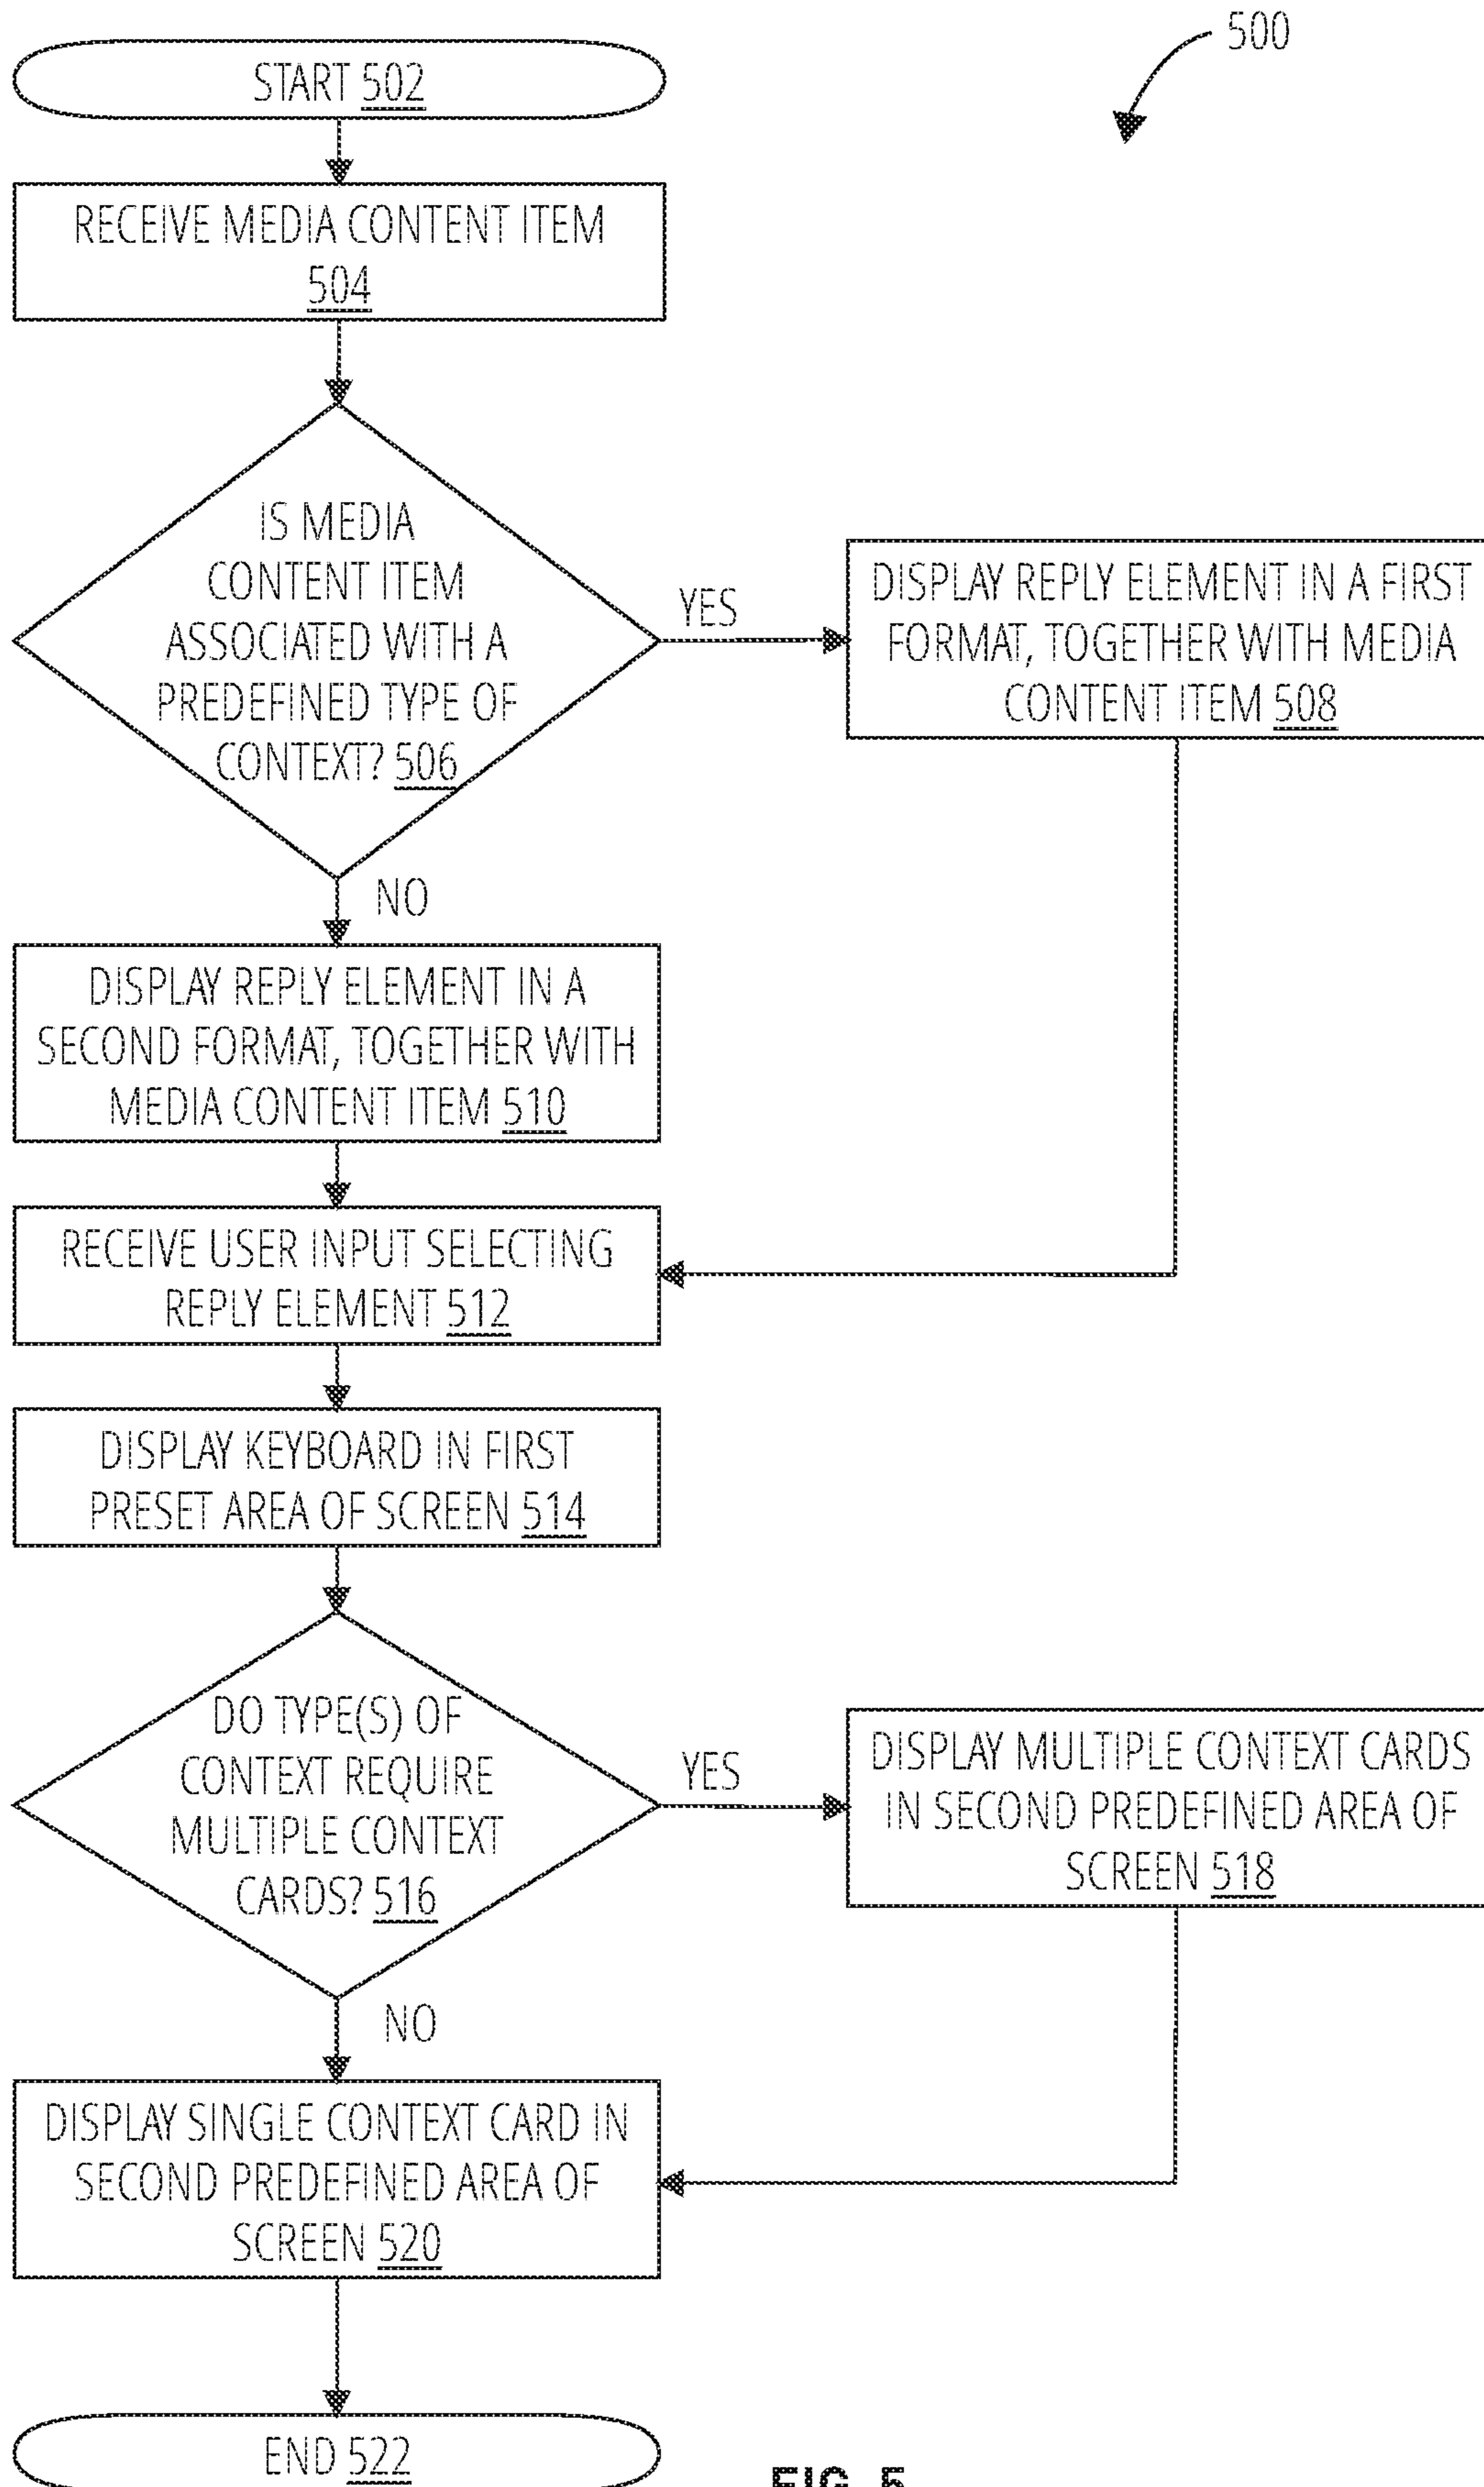 500
START 502
RECEIVE MEDIA CONTENT ITEM
504
IS MEDIA
CONTENT ITEM
ASSOCIATED WITH A
PREDEFINED TYPE OF
CONTEXT? 506
YES
DISPLAY REPLY ELEMENT IN A FIRST
FORMAT, TOGETHER WITH MEDIA
CONTENT ITEM 508
NO
DISPLAY REPLY ELEMENT IN A
SECOND FORMAT, TOGETHER WITH
MEDIA CONTENT ITEM 510
RECEIVE USER INPUT SELECTING
REPLY ELEMENT 512
DISPLAY KEYBOARD IN FIRST
PRESET AREA OF SCREEN 514
DO TYPE(S) OF
CONTEXT REQUIRE
MULTIPLE CONTEXT
CARDS? 516
YES
DISPLAY MULTIPLE CONTEXT CARDS
IN SECOND PREDEFINED AREA OF
SCREEN 518
NO
DISPLAY SINGLE CONTEXT CARD IN
SECOND PREDEFINED AREA OF
SCREEN 520
END 522
FIG. 5